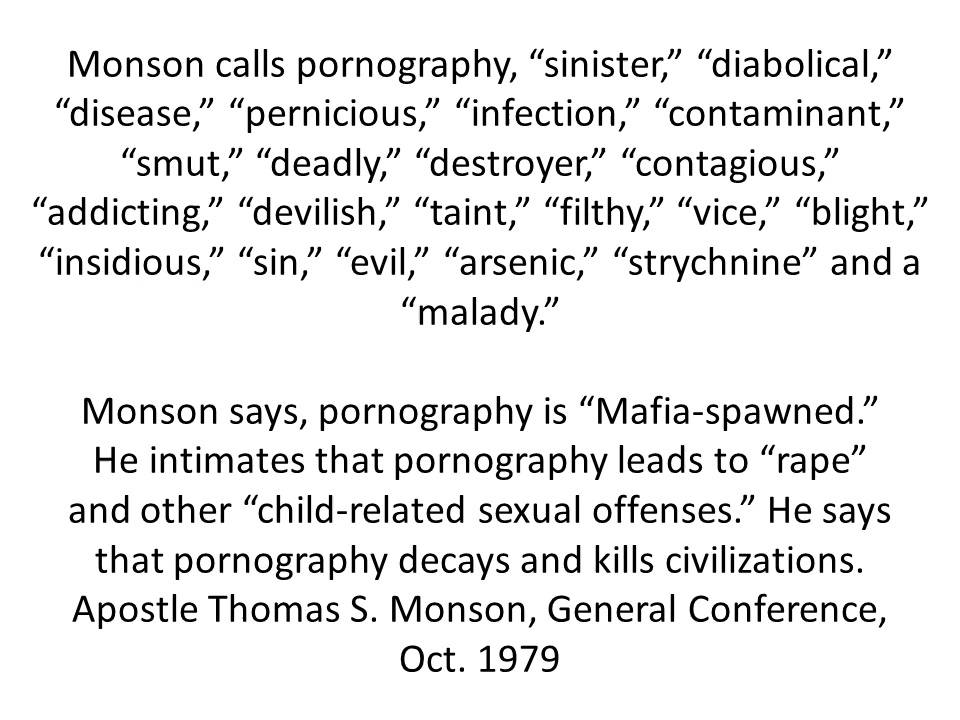 Monson calls pornography, “sinister,” “diabolical,”
“disease,” “pernicious,” “infection,” “contaminant,”
“smut,” “deadly,” “destroyer,” “contagious,”
“addicting,” “devilish,” “taint,” “filthy,” “vice,” “blight,”
“insidious,” “sin,” “evil,” “arsenic,” “strychnine” and a
“malady.”
Monson says, pornography is “Mafia-spawned.”
He intimates that pornography leads to “rape”
and other “child-related sexual offenses.” He says
that pornography decays and kills civilizations.
Apostle Thomas S. Monson, General Conference,
Oct. 1979